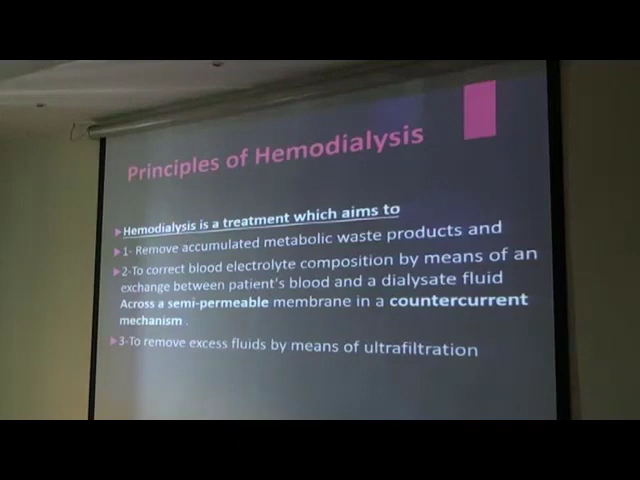 Principles of Hemodialysis
Hemodialysis is a treatment which aims to
1- Remove accumulated metabolic waste products and
2-To correct blood electrolyte composition by means of an
exchange between patient's blood and a dialysate fluid
Across a semi-permeable membrane in a countercurrent
mechanism .
3-To remove excess fluids by means of ultrafiltration